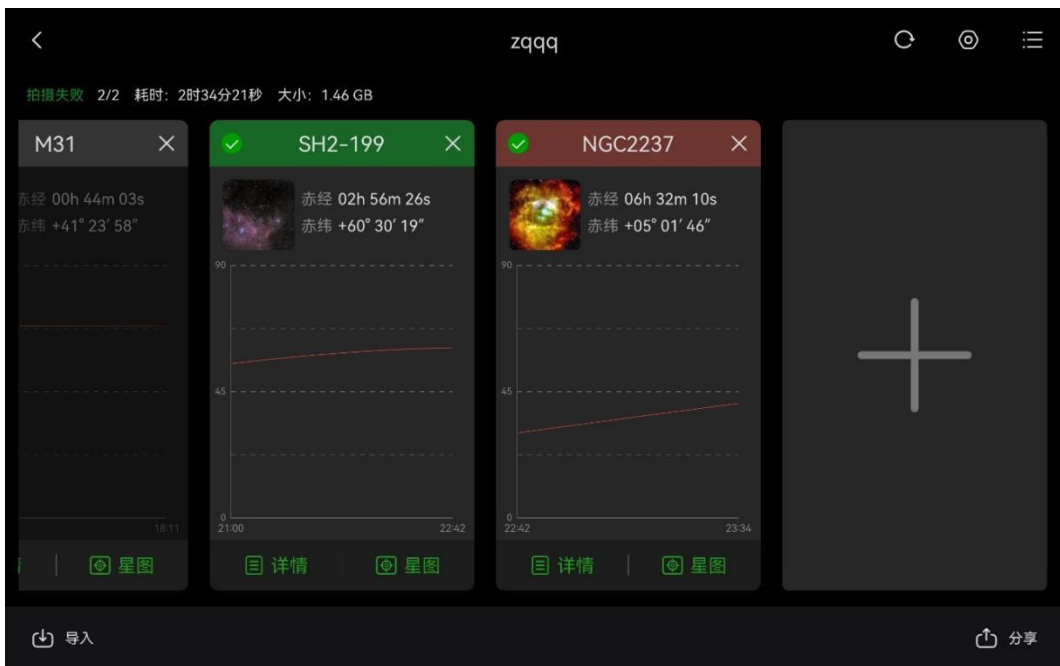 zqqq
拍摄失败 2/2 耗时: 2时34分21秒 大小: 1.46 GB
M31
赤经 00h 44m 03s
赤纬 +41° 23′ 58″
18:11
星图
SH2-199
赤经 02h 56m 26s
赤纬 +60° 30′ 19″
90
45
0
21:00 22:42
详情 星图
NGC2237
赤经 06h 32m 10s
赤纬 +05° 01′ 46″
90
45
0
22:42 23:34
详情 星图
导入 分享